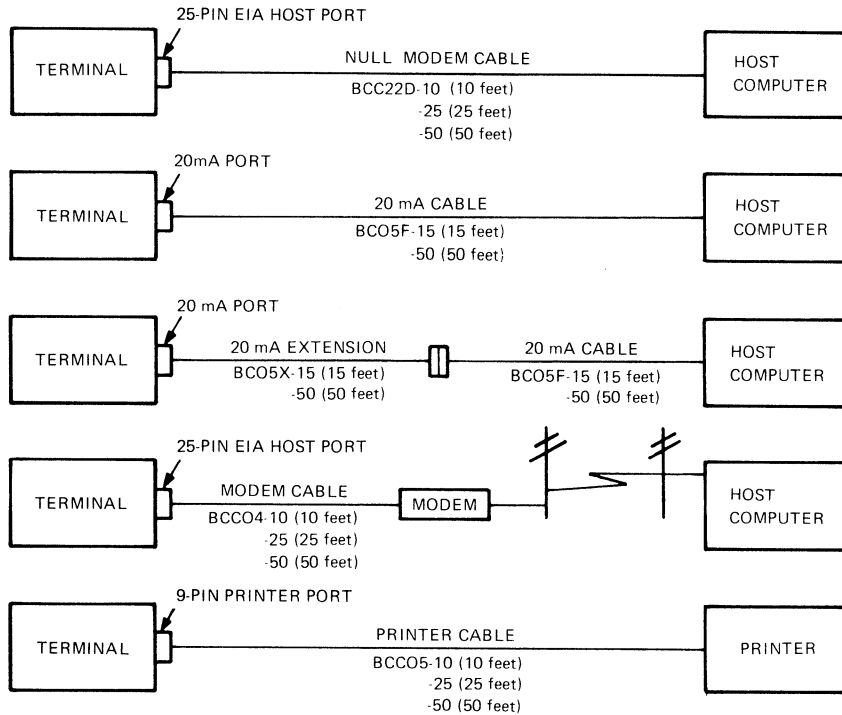 25-PIN EIA HOST PORT
TERMINAL
NULL MODEM CABLE
BCC22D-10 (10 feet)
-25 (25 feet)
-50 (50 feet)
HOST
COMPUTER
20mA PORT
TERMINAL
20 mA CABLE
BCO5F-15 (15 feet)
-50 (50 feet)
HOST
COMPUTER
20 mA PORT
TERMINAL
20 mA EXTENSION
BCO5X-15 (15 feet)
-50 (50 feet)
20 mA CABLE
BCO5F-15 (15 feet)
-50 (50 feet)
HOST
COMPUTER
25-PIN EIA HOST PORT
TERMINAL
MODEM CABLE
BCCO4-10 (10 feet)
-25 (25 feet)
-50 (50 feet)
MODEM
HOST
COMPUTER
9-PIN PRINTER PORT
TERMINAL
PRINTER CABLE
BCCO5-10 (10 feet)
-25 (25 feet)
-50 (50 feet)
PRINTER